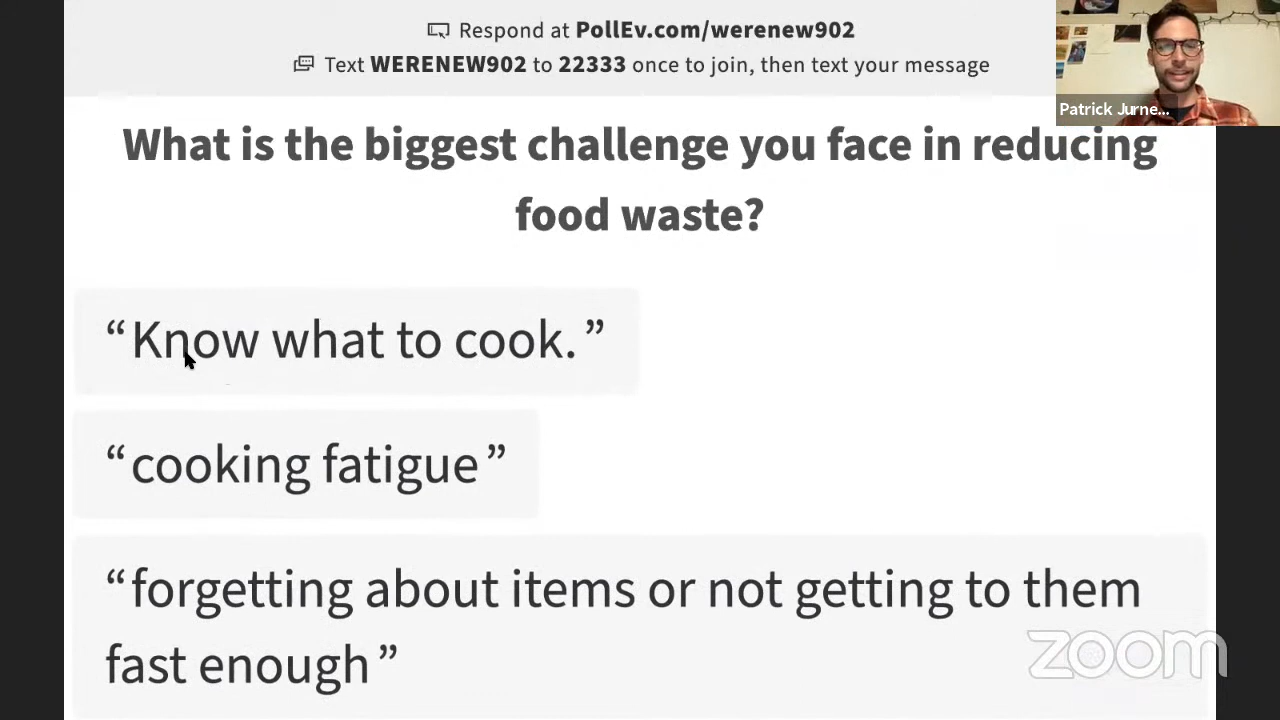 Respond at PollEv.com/werenew902
Text WERENEW902 to 22333 once to join, then text your message
Patrick Jurne...
What is the biggest challenge you face in reducing
food waste?
“Know what to cook.”
“cooking fatigue”
“forgetting about items or not getting to them
fast enough”
zoom